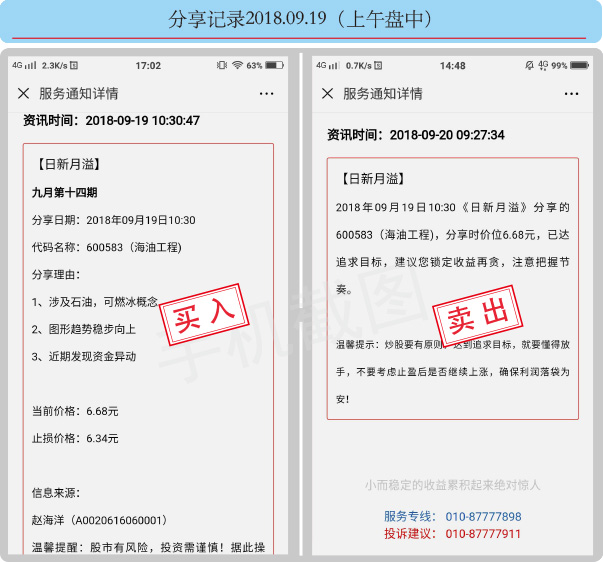 分享记录2018.09.19（上午盘中）
4G 2.3K/s 17:02 63%
服务通知详情
资讯时间：2018-09-19 10:30:47
【日新月溢】
九月第十四期
分享日期：2018年09月19日10:30
代码名称：600583（海油工程)
分享理由：
1、涉及石油，可燃冰概念
2、图形趋势稳步向上
3、近期发现资金异动
买入
当前价格：6.68元
止损价格：6.34元
信息来源：
赵海洋（A0020616060001）
温馨提醒：股市有风险，投资需谨慎！据此操
4G 0.7K/s 14:48 4G 99%
服务通知详情
资讯时间：2018-09-20 09:27:34
【日新月溢】
2018年09月19日10:30《日新月溢》分享的
600583（海油工程)，分享时价位6.68元，已达
追求目标，建议您锁定收益再贪，注意把握节
奏。
卖出
温馨提示：炒股要有原则，达到追求目标，就要懂得放
手，不要考虑止盈后是否继续上涨，确保利润落袋为
安！
小而稳定的收益累积起来绝对惊人
服务专线： 010-87777898
投诉建议： 010-87777911
手机截图